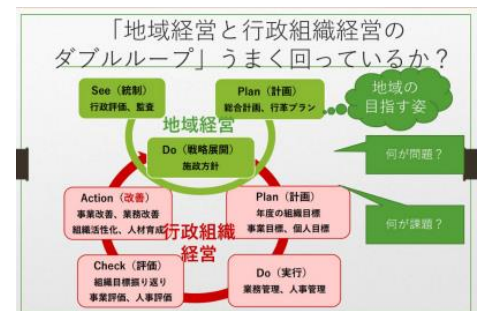 「地域経営と行政組織経営の
ダブルループ」うまく回っているか？
See（統制）
行政評価、監査
Plan（計画）
総合計画、行革プラン
地域の
目指す姿
地域経営
Do（戦略展開）
施政方針
何が問題？
Action（改善）
事業改善、業務改善
組織活性化、人材育成
行政組織
経営
Plan（計画）
年度の組織目標
事業目標、個人目標
何が課題？
Check（評価）
組織目標振り返り
事業評価、人事評価
Do（実行）
業務管理、人事管理